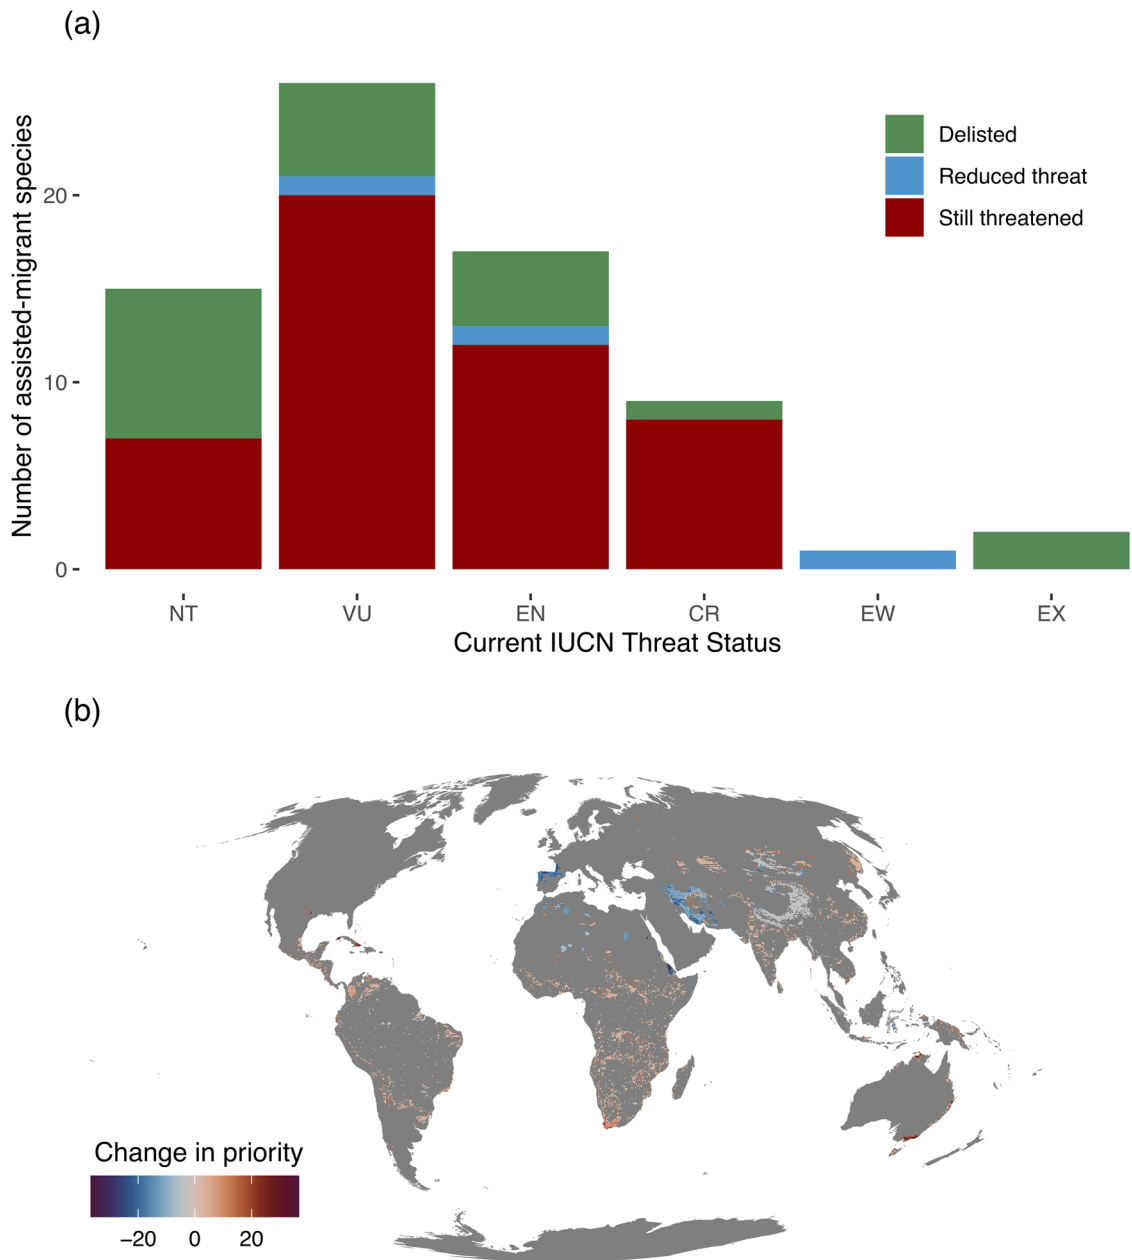 (a)
Number of assisted-migrant species
20
10
0
Delisted
Reduced threat
Still threatened
NT VU EN CR EW EX
Current IUCN Threat Status
(b)
Change in priority
−20 0 20